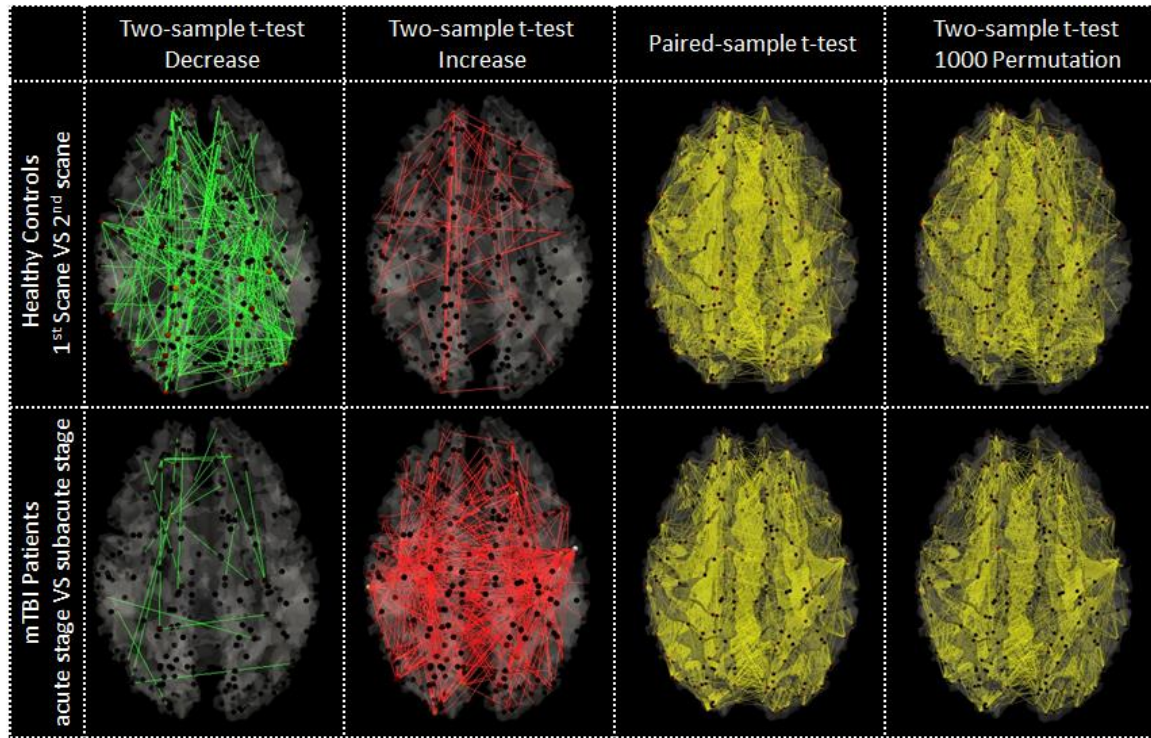 Two-sample t-test
Decrease
Two-sample t-test
Increase
Paired-sample t-test
Two-sample t-test
1000 Permutation
Healthy Controls
1st Scane VS 2nd scane
mTBI Patients
acute stage VS subacute stage